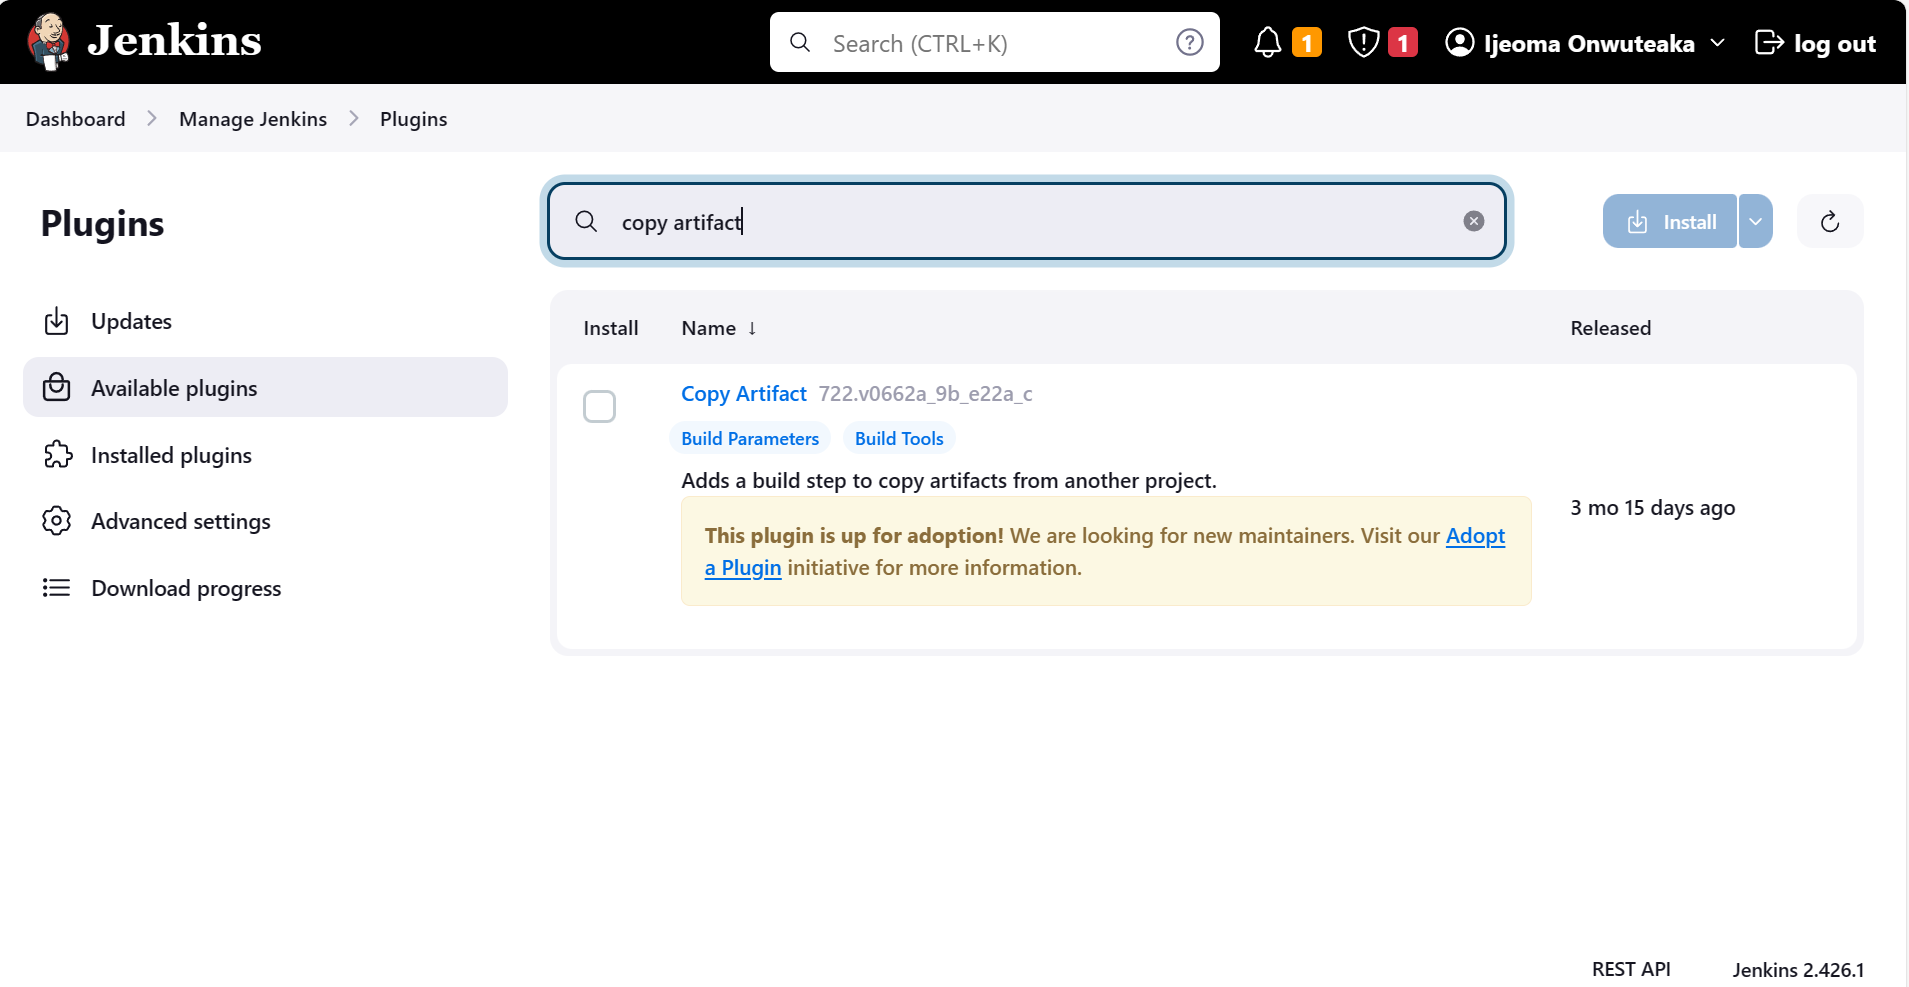 Jenkins
Search (CTRL+K)
1
1
Ijeoma Onwuteaka
log out
Dashboard
Manage Jenkins
Plugins
Plugins
copy artifact
Install
Updates
Available plugins
Installed plugins
Advanced settings
Download progress
Install Name ↓ Released
Copy Artifact 722.v0662a_9b_e22a_c
Build Parameters Build Tools
Adds a build step to copy artifacts from another project.
This plugin is up for adoption! We are looking for new maintainers. Visit our Adopt
a Plugin initiative for more information.
3 mo 15 days ago
REST API Jenkins 2.426.1